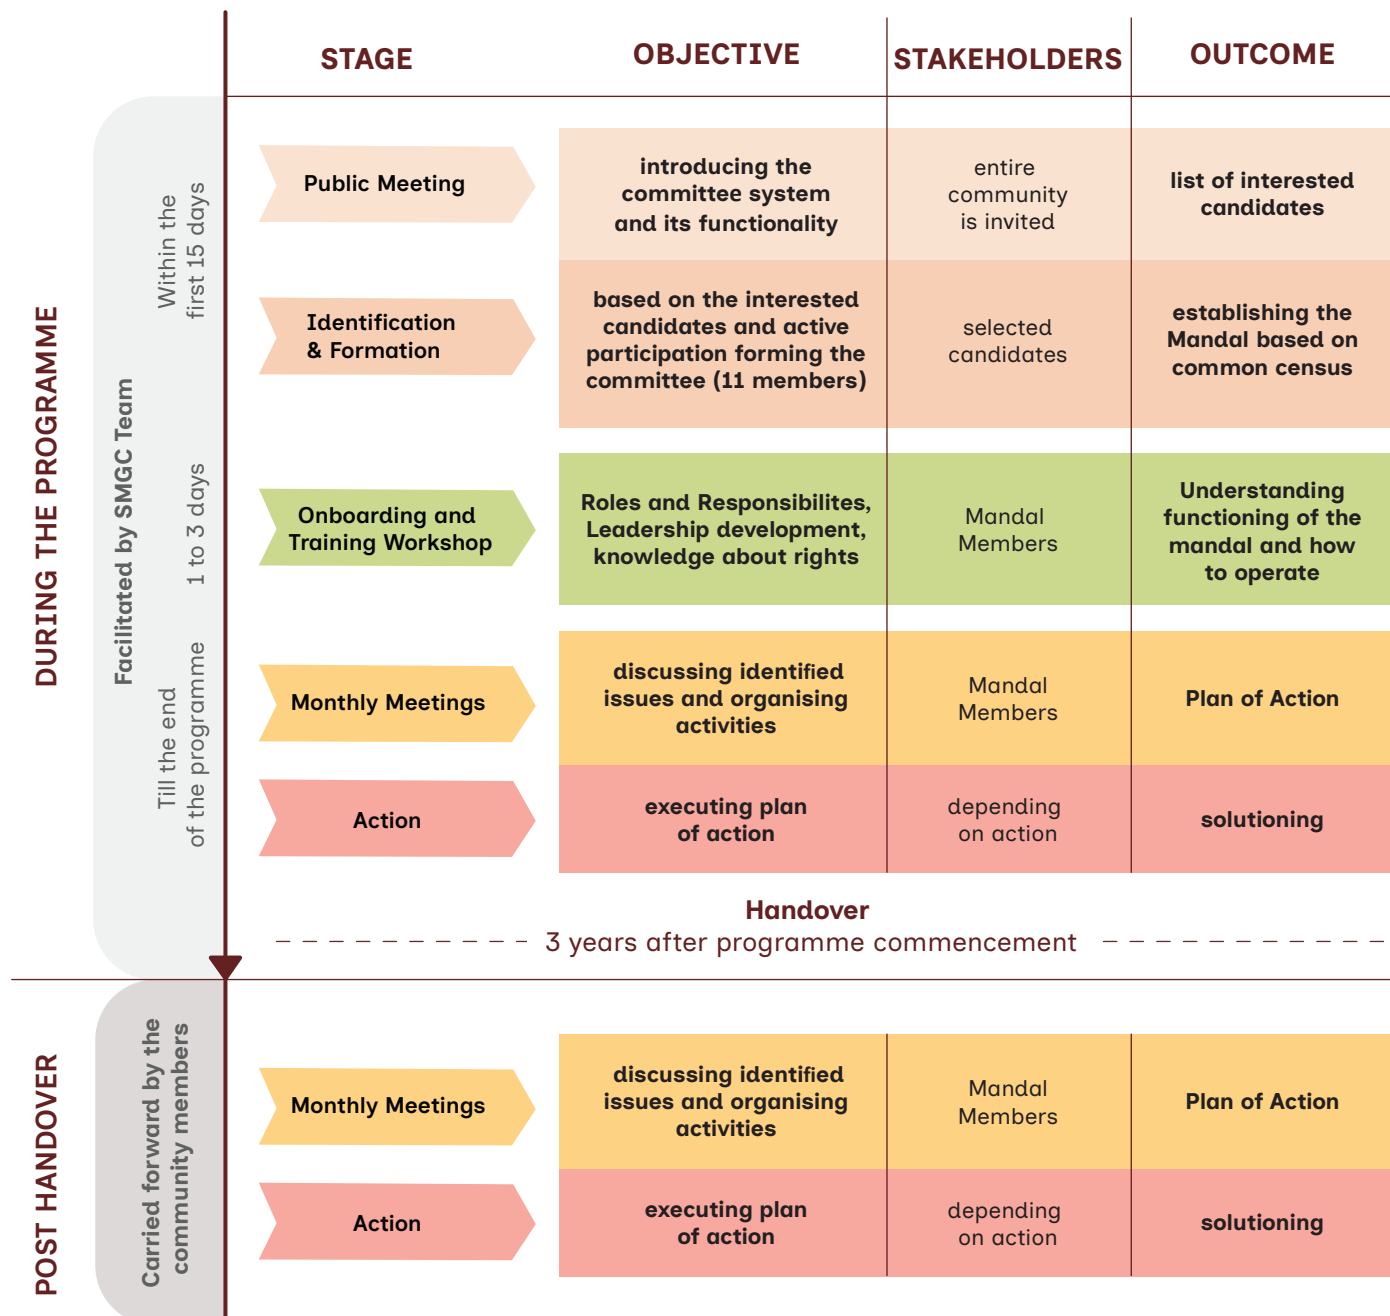 STAGE
OBJECTIVE
STAKEHOLDERS
OUTCOME
DURING THE PROGRAMME
Facilitated by SMGC Team
Within the
first 15 days
Public Meeting
introducing the
committee system
and its functionality
entire
community
is invited
list of interested
candidates
Identification
& Formation
based on the interested
candidates and active
participation forming the
committee (11 members)
selected
candidates
establishing the
Mandal based on
common census
1 to 3 days
Onboarding and
Training Workshop
Roles and Responsibilites,
Leadership development,
knowledge about rights
Mandal
Members
Understanding
functioning of the
mandal and how
to operate
Till the end
of the programme
Monthly Meetings
discussing identified
issues and organising
activities
Mandal
Members
Plan of Action
Action
executing plan
of action
depending
on action
solutioning
Handover
3 years after programme commencement
POST HANDOVER
Carried forward by the
community members
Monthly Meetings
discussing identified
issues and organising
activities
Mandal
Members
Plan of Action
Action
executing plan
of action
depending
on action
solutioning